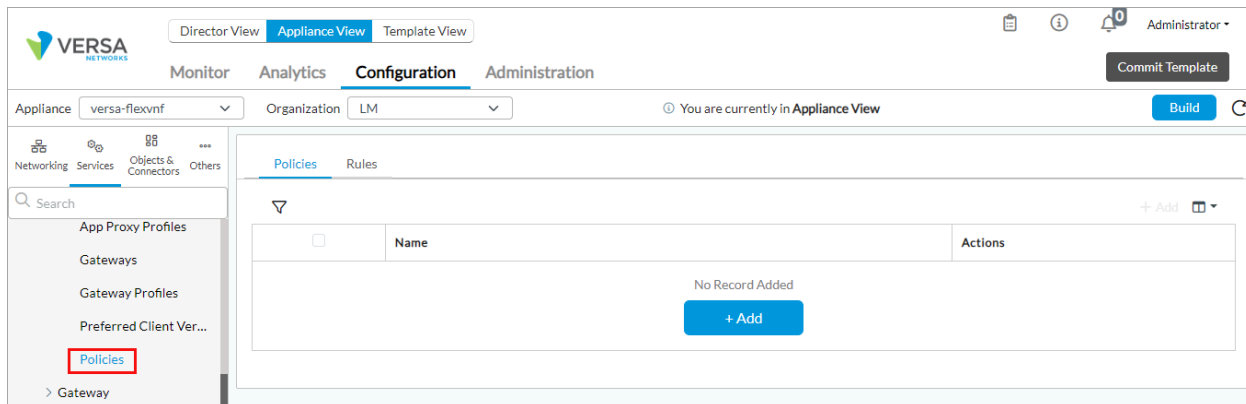 VERSA
NETWORKS
Director View Appliance View Template View
0
Administrator
Monitor Analytics Configuration Administration
Commit Template
Appliance versa-flexvnf Organization LM You are currently in Appliance View Build
Networking Services Objects & Connectors Others
Policies Rules
Search
+ Add
App Proxy Profiles
Name Actions
Gateways
No Record Added
Gateway Profiles
+ Add
Preferred Client Ver...
Policies
Gateway